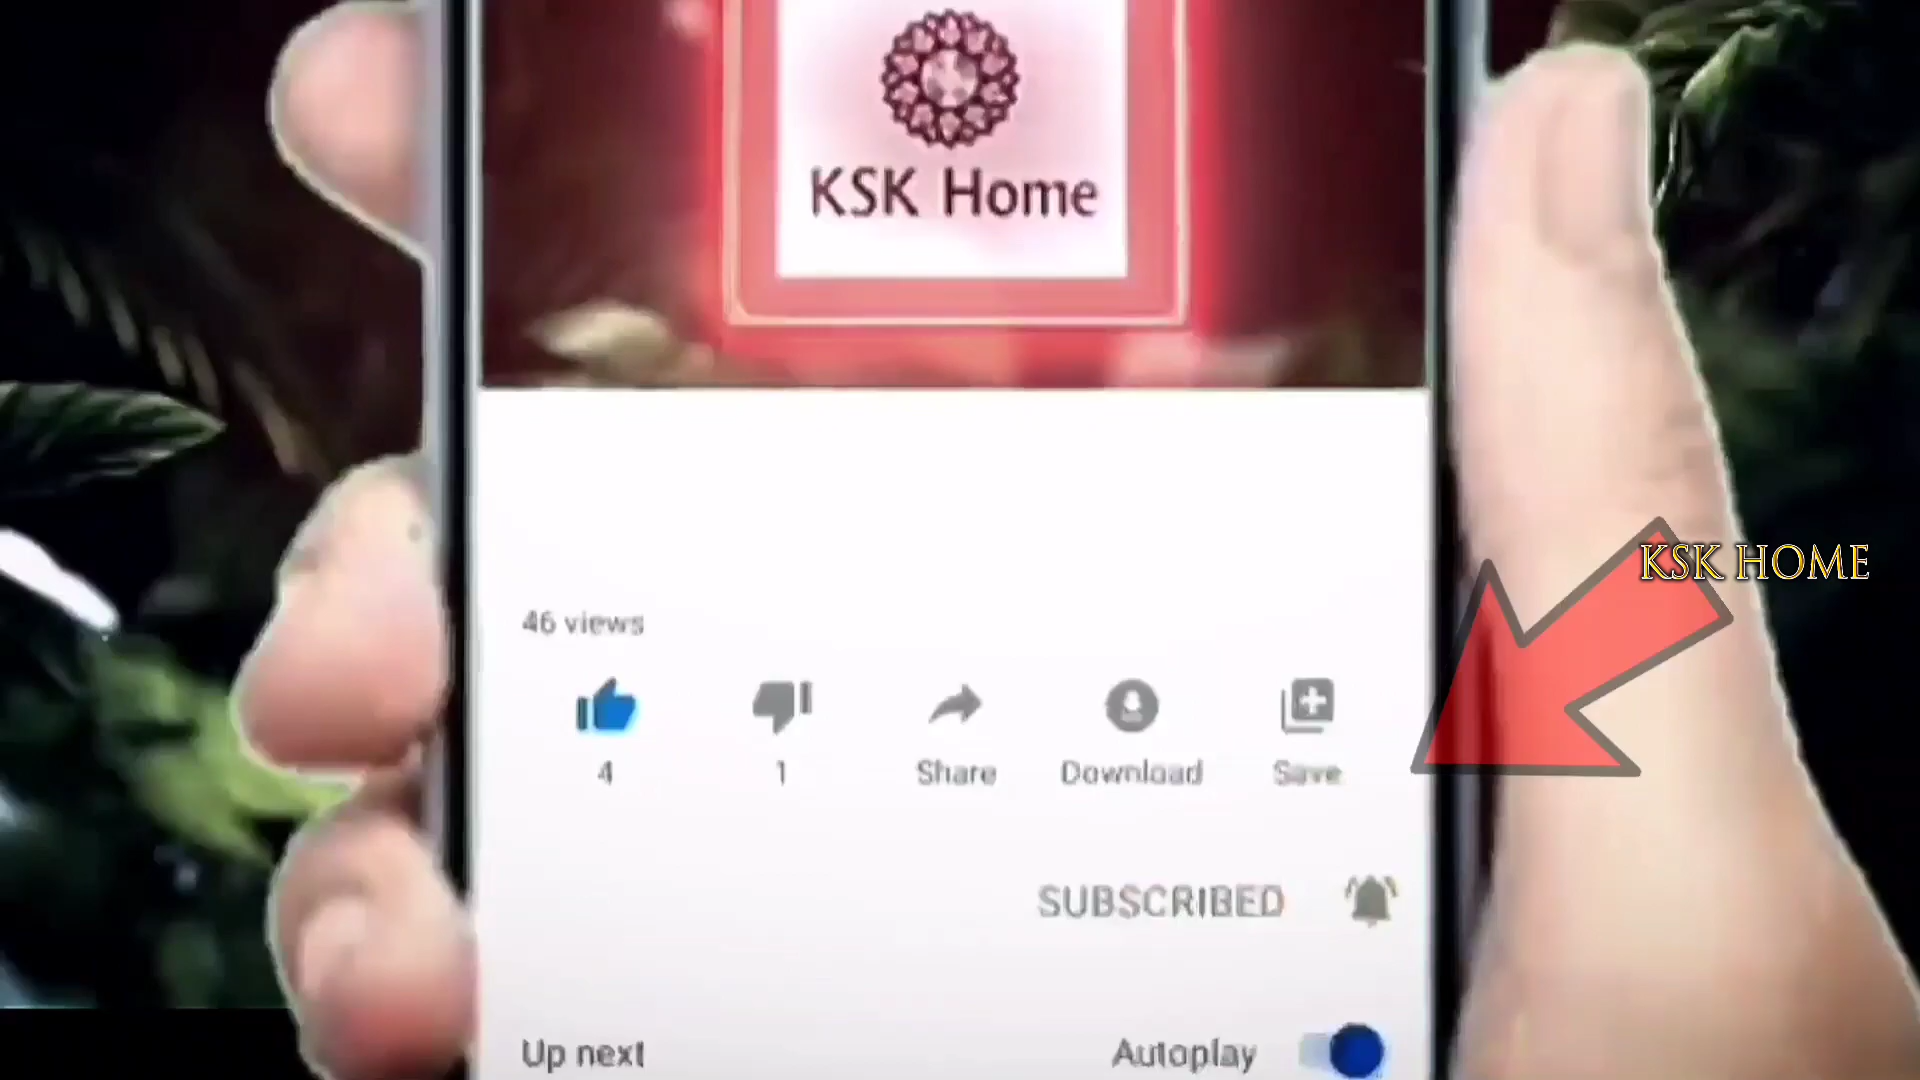 KSK Home
KSK HOME
46 views
4
1
Share
Download
Save
SUBSCRIBED
Up next
Autoplay